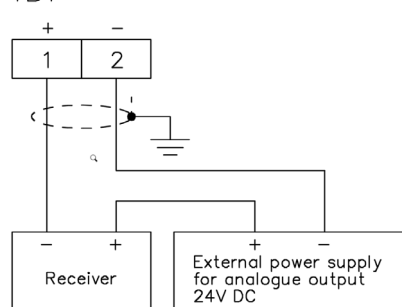 + −
1 2
− + + −
Receiver
External power supply
for analogue output
24V DC